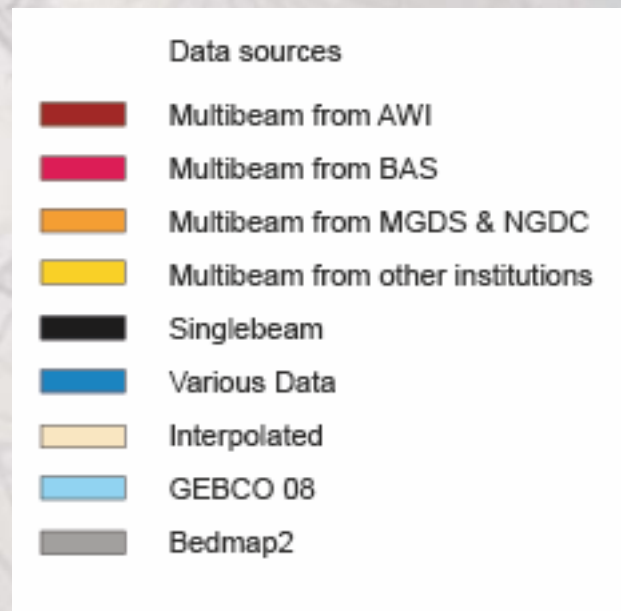 Data sources
Multibeam from AWI
Multibeam from BAS
Multibeam from MGDS & NGDC
Multibeam from other institutions
Singlebeam
Various Data
Interpolated
GEBCO 08
Bedmap2